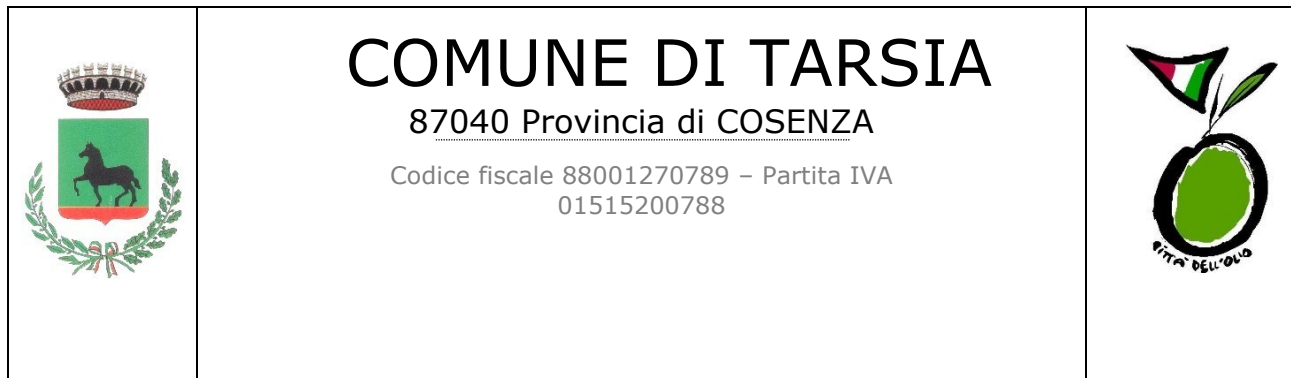 COMUNE DI TARSIA
87040 Provincia di COSENZA
Codice fiscale 88001270789 – Partita IVA
01515200788
CITTÀ DELL'OLIO